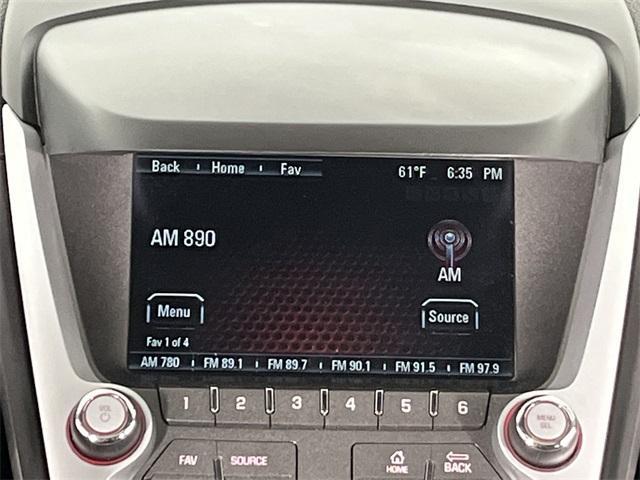 Back Home Fav 61°F 6:35 PM
AM 890
AM
Menu Source
Fav 1 of 4
AM 780 FM 89.1 FM 89.7 FM 90.1 FM 91.5 FM 97.9
1 2 3 4 5 6
VOL
MENU
SEL
FAV SOURCE HOME BACK